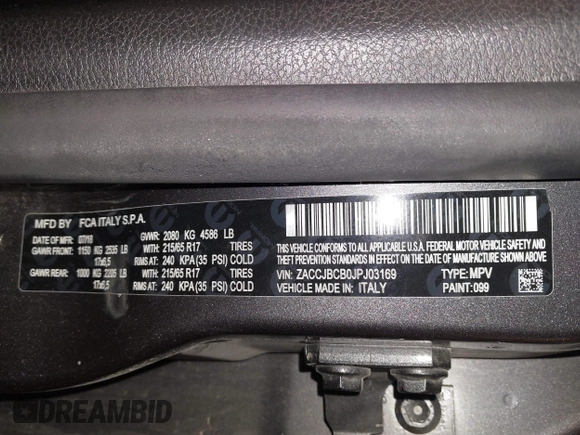 MFD BY FCA ITALY S.P.A.
DATE OF MFR: 07/18 GVWR: 2080 KG 4586 LB
GAWR FRONT: 1150 KG 2535 LB WITH: 215/65 R17 TIRES
17x6,5 RIMS AT: 240 KPA(35 PSI) COLD
GAWR REAR: 1000 KG 2205 LB WITH: 215/65 R17 TIRES
17x6,5 RIMS AT: 240 KPA(35 PSI) COLD
THIS VEHICLE CONFORMS TO ALL APPLICABLE U.S.A. FEDERAL MOTOR VEHICLE SAFETY AND
THEFT PREVENTION STANDARDS IN EFFECT ON THE DATE OF MANUFACTURE SHOWN ABOVE
VIN: ZACCJBCB0JPJ03169 TYPE: MPV
VEHICLE MADE IN: ITALY PAINT: 099
DREAMBID